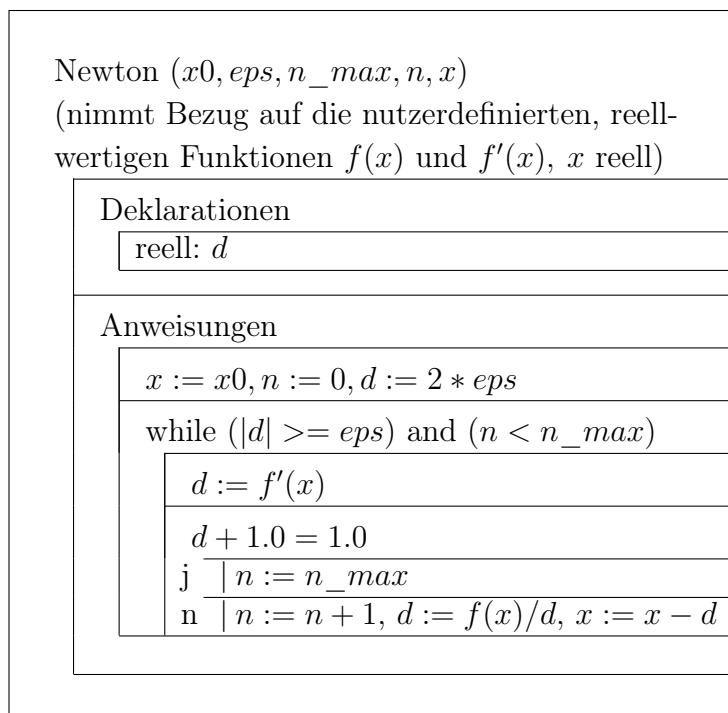 Newton (x0, eps, n_max, n, x)
(nimmt Bezug auf die nutzerdefinierten, reell-
wertigen Funktionen f(x) und f′(x), x reell)
Deklarationen
reell: d
Anweisungen
x := x0, n := 0, d := 2 * eps
while (|d| >= eps) and (n < n_max)
d := f′(x)
d + 1.0 = 1.0
j | n := n_max
n | n := n + 1, d := f(x)/d, x := x − d